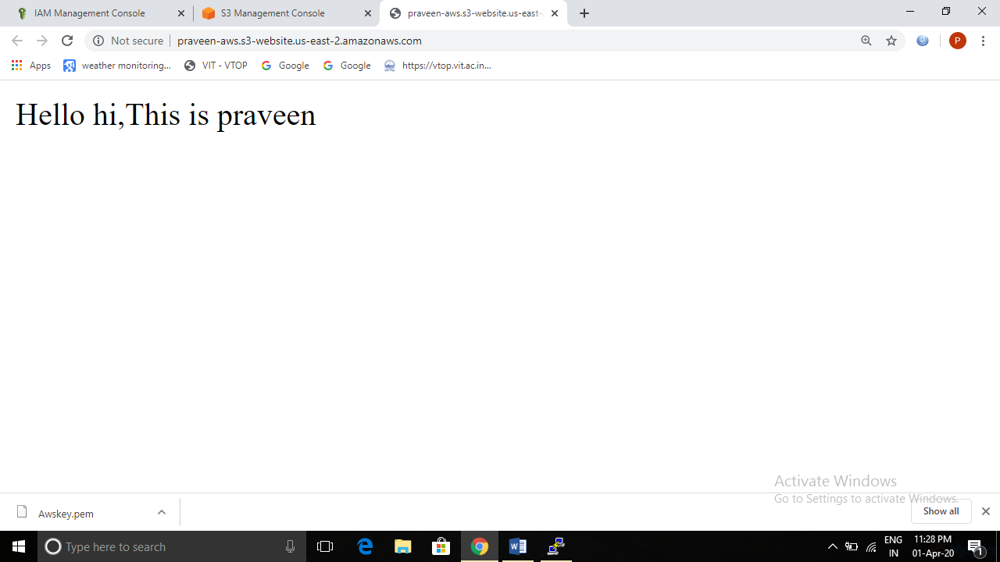 IAM Management Console
S3 Management Console
praveen-aws.s3-website.us-east-
Not secure
praveen-aws.s3-website.us-east-2.amazonaws.com
P
Apps
weather monitoring...
VIT - VTOP
Google
Google
https://vtop.vit.ac.in...
Hello hi,This is praveen
Activate Windows
Go to Settings to activate Windows.
Awskey.pem
Show all
Type here to search
ENG
IN
11:28 PM
01-Apr-20
1